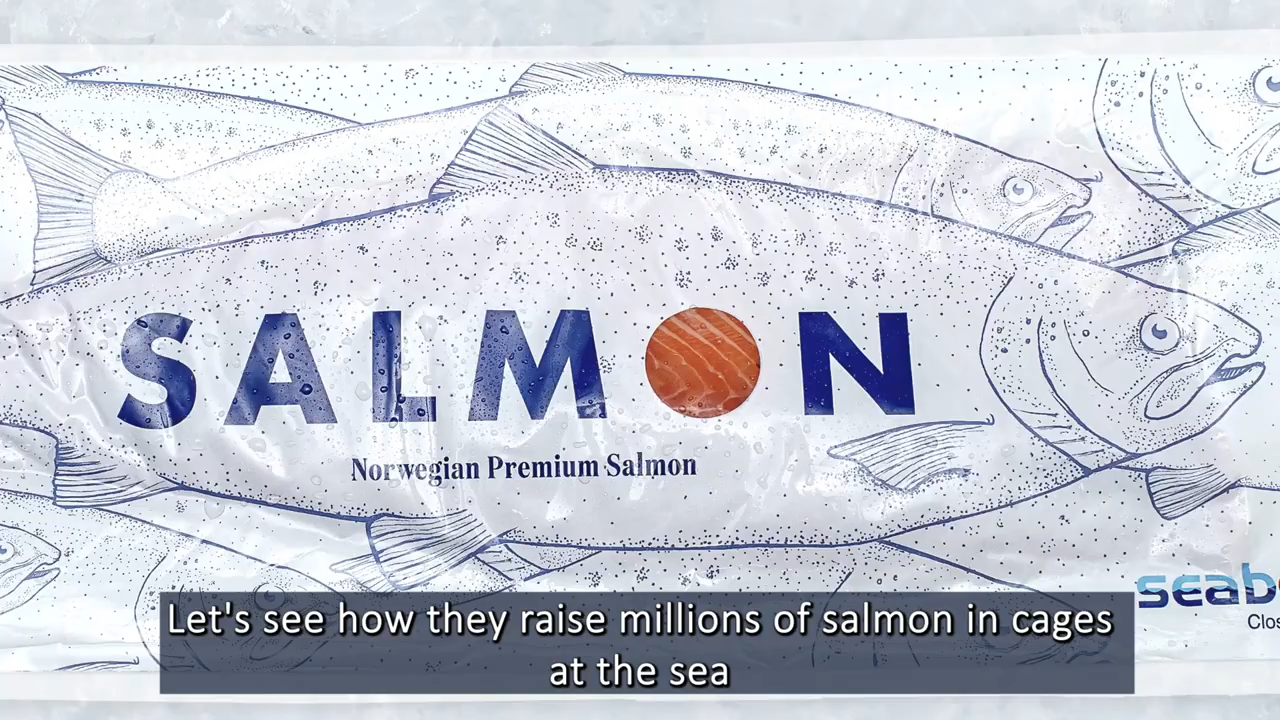 SALMON
Norwegian Premium Salmon
Let's see how they raise millions of salmon in cages
at the sea